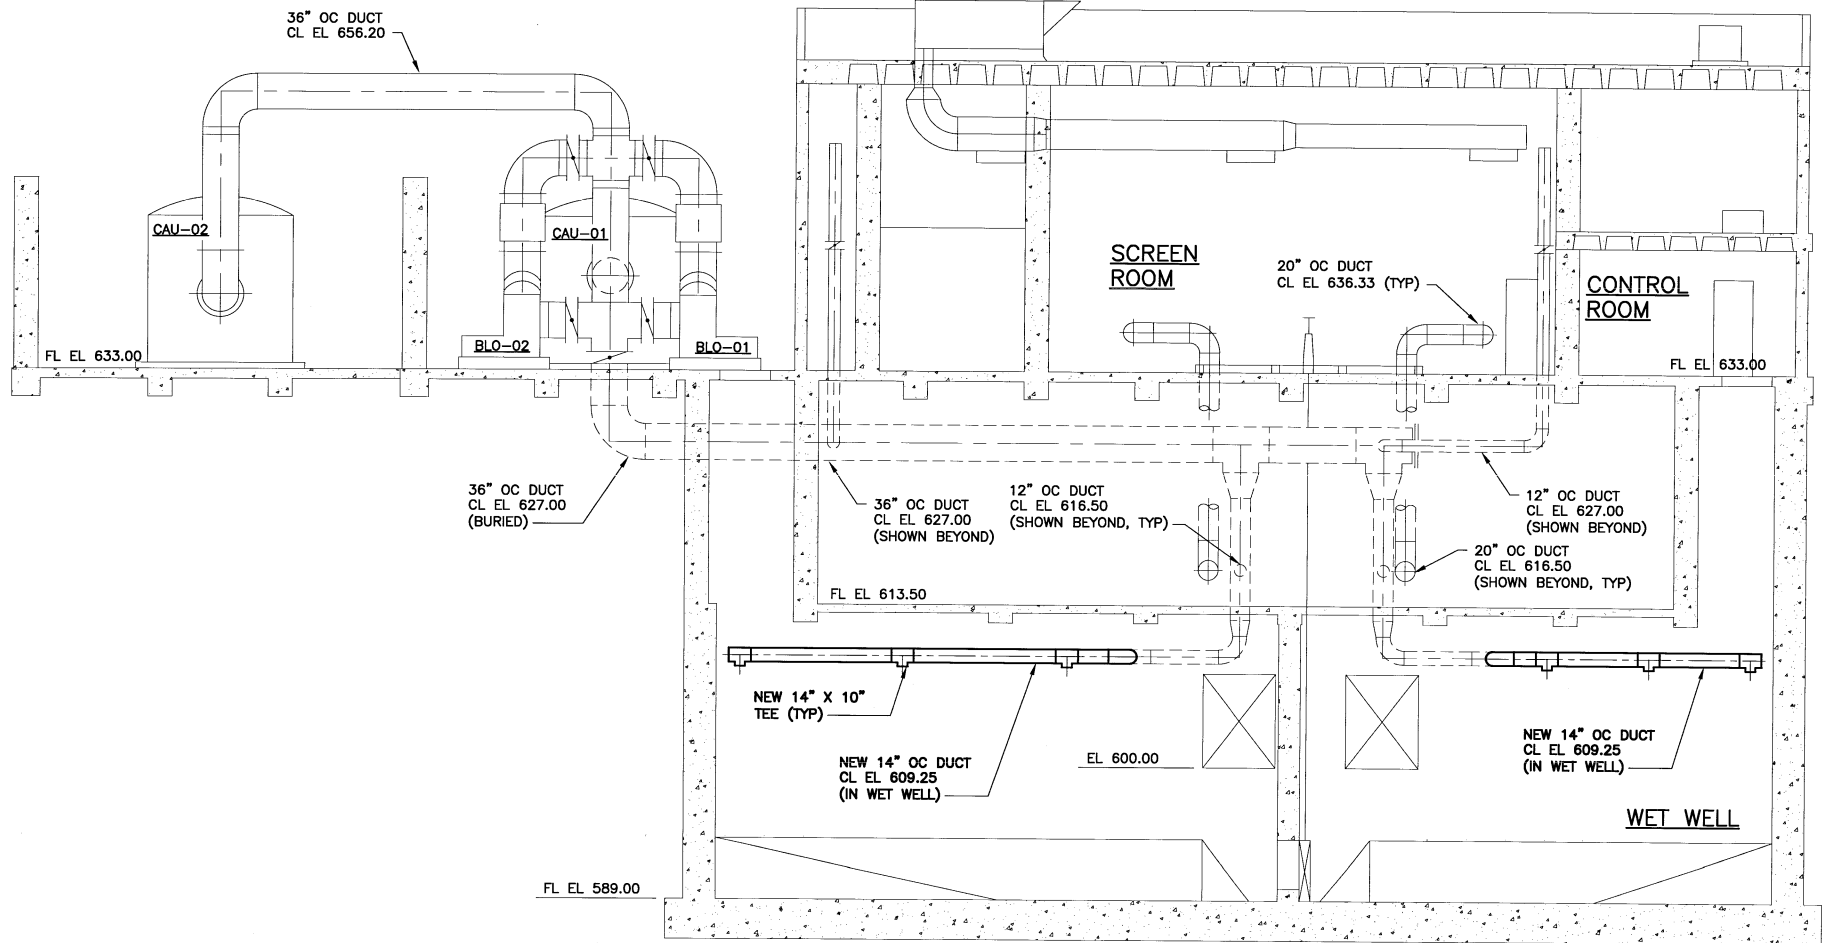 36" OC DUCT
CL EL 656.20
CAU-02
CAU-01
SCREEN
ROOM
20" OC DUCT
CL EL 636.33 (TYP)
CONTROL
ROOM
BLO-02
BLO-01
FL EL 633.00
FL EL 633.00
36" OC DUCT
CL EL 627.00
(BURIED)
36" OC DUCT
CL EL 627.00
(SHOWN BEYOND)
12" OC DUCT
CL EL 616.50
(SHOWN BEYOND, TYP)
12" OC DUCT
CL EL 627.00
(SHOWN BEYOND)
20" OC DUCT
CL EL 616.50
(SHOWN BEYOND, TYP)
FL EL 613.50
NEW 14" X 10"
TEE (TYP)
NEW 14" OC DUCT
CL EL 609.25
(IN WET WELL)
EL 600.00
NEW 14" OC DUCT
CL EL 609.25
(IN WET WELL)
WET WELL
FL EL 589.00